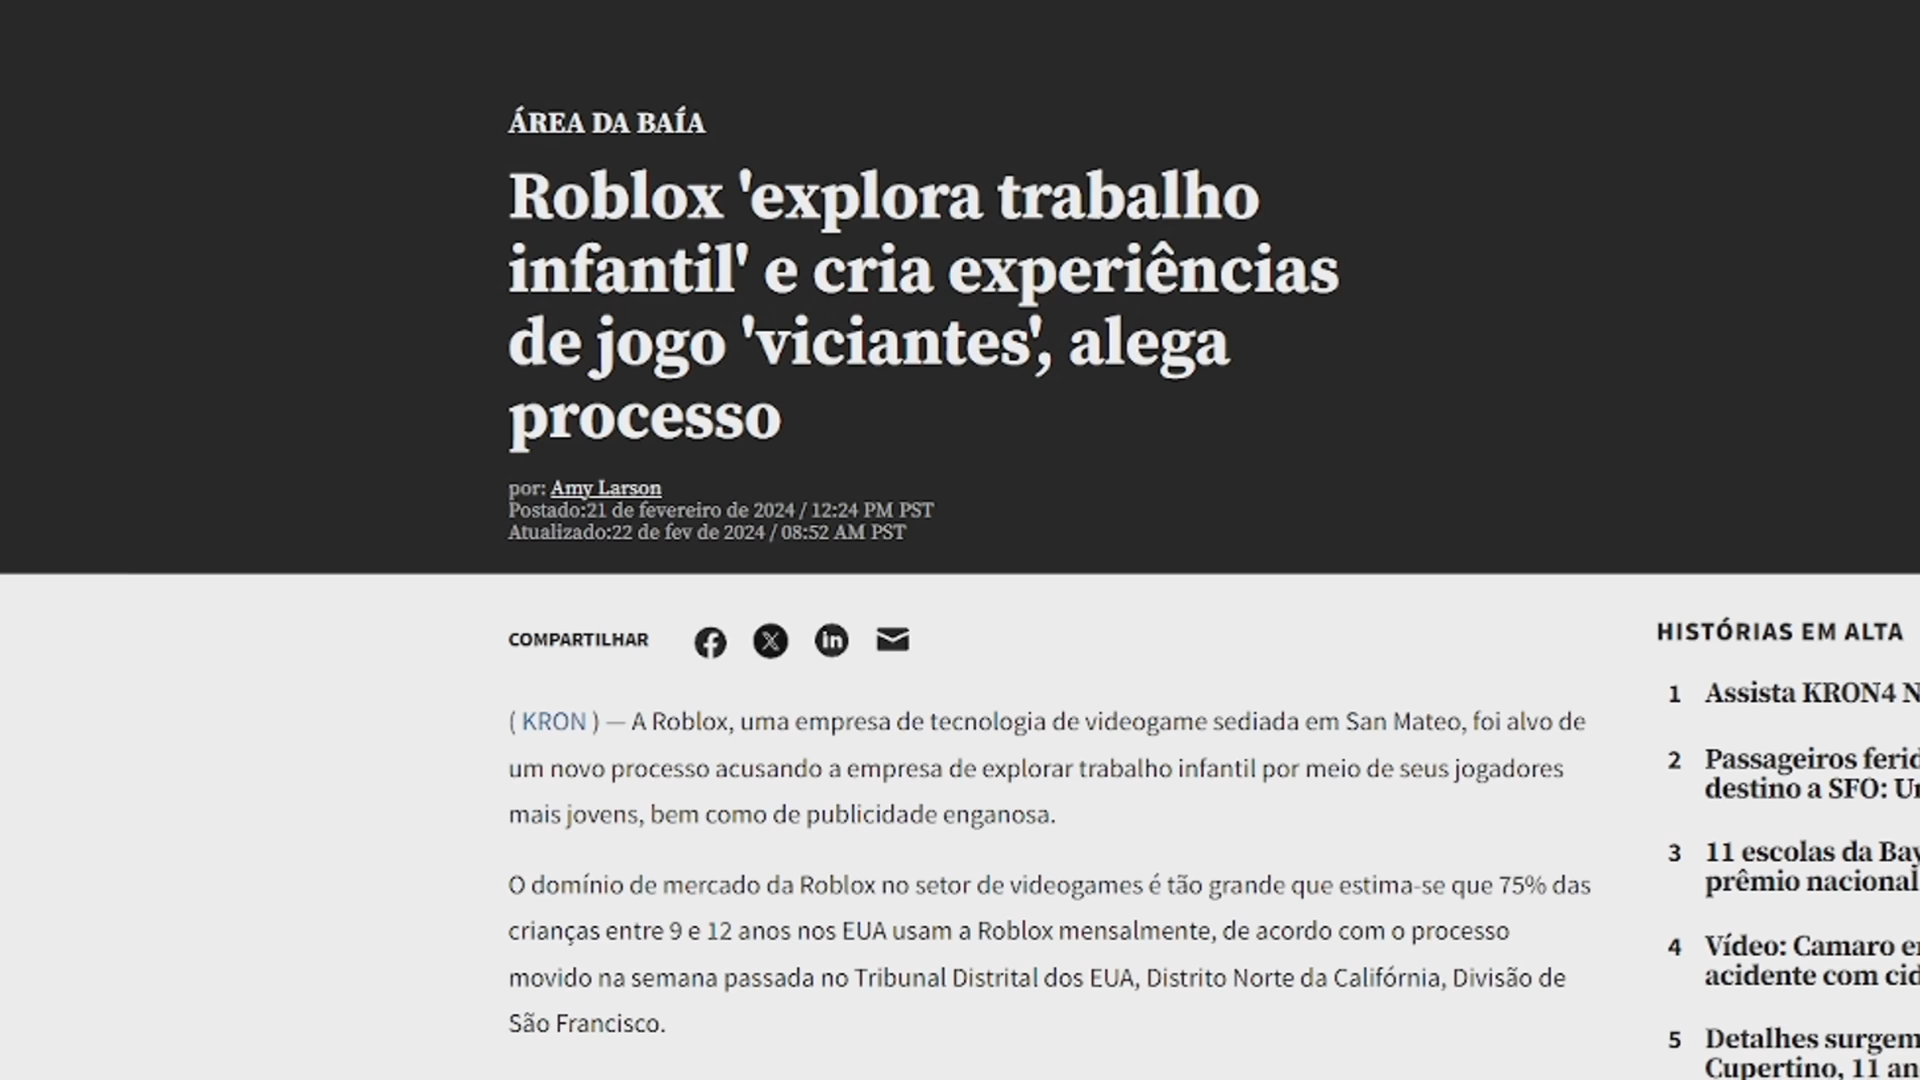 ÁREA DA BAÍA
Roblox 'explora trabalho
infantil' e cria experiências
de jogo 'viciantes', alega
processo
por: Amy Larson
Postado:21 de fevereiro de 2024 / 12:24 PM PST
Atualizado:22 de fev de 2024 / 08:52 AM PST
COMPARTILHAR
( KRON ) — A Roblox, uma empresa de tecnologia de videogame sediada em San Mateo, foi alvo de
um novo processo acusando a empresa de explorar trabalho infantil por meio de seus jogadores
mais jovens, bem como de publicidade enganosa.
O domínio de mercado da Roblox no setor de videogames é tão grande que estima-se que 75% das
crianças entre 9 e 12 anos nos EUA usam a Roblox mensalmente, de acordo com o processo
movido na semana passada no Tribunal Distrital dos EUA, Distrito Norte da Califórnia, Divisão de
São Francisco.
HISTÓRIAS EM ALTA
1 Assista KRON4
2 Passageiros
destino a SFO:
3 11 escolas da
prêmio nacional
4 Vídeo: Camaro
acidente com
5 Detalhes surgem
Cupertino, 11